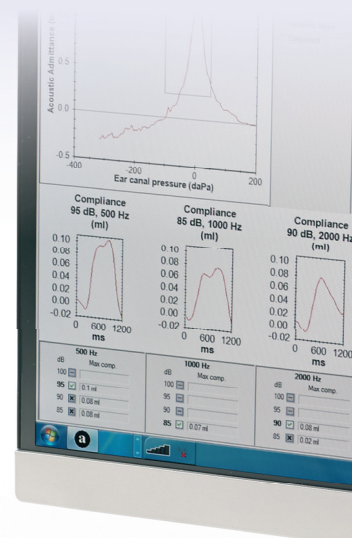 Acoustic Admittance
0.5
0.0
-0.5
-400
-200
0
200
Ear canal pressure (daPa)
Compliance
95 dB, 500 Hz
(ml)
0.10
0.08
0.06
0.04
0.02
0.00
-0.02
0 600 1200
ms
Compliance
85 dB, 1000 Hz
(ml)
0.10
0.08
0.06
0.04
0.02
0.00
-0.02
0 600 1200
ms
Compliance
90 dB, 2000 Hz
(ml)
0.10
0.08
0.06
0.04
0.02
0.00
-0.02
0 600 1200
ms
500 Hz
dB Max comp.
100
95 0.1 ml
90 0.08 ml
85 0.08 ml
1000 Hz
dB Max comp.
100
95
90
85 0.07 ml
2000 Hz
dB Max comp.
100
95
90 0.08 ml
85 0.02 ml
a